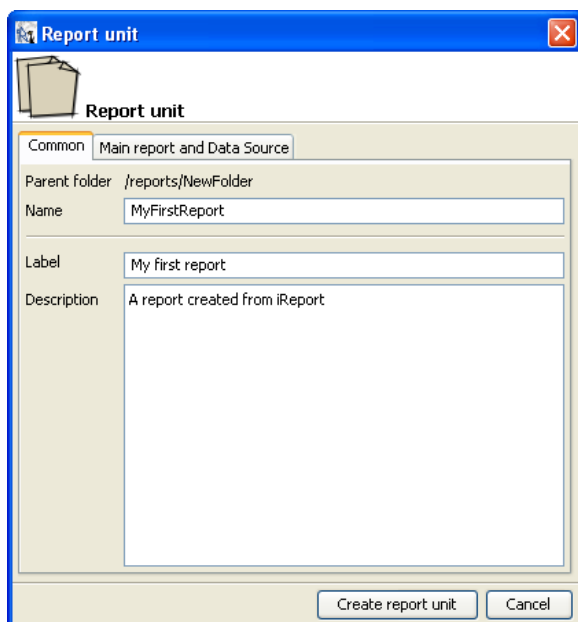 Report unit
Report unit
Common Main report and Data Source
Parent folder /reports/NewFolder
Name MyFirstReport
Label My first report
Description A report created from iReport
Create report unit Cancel